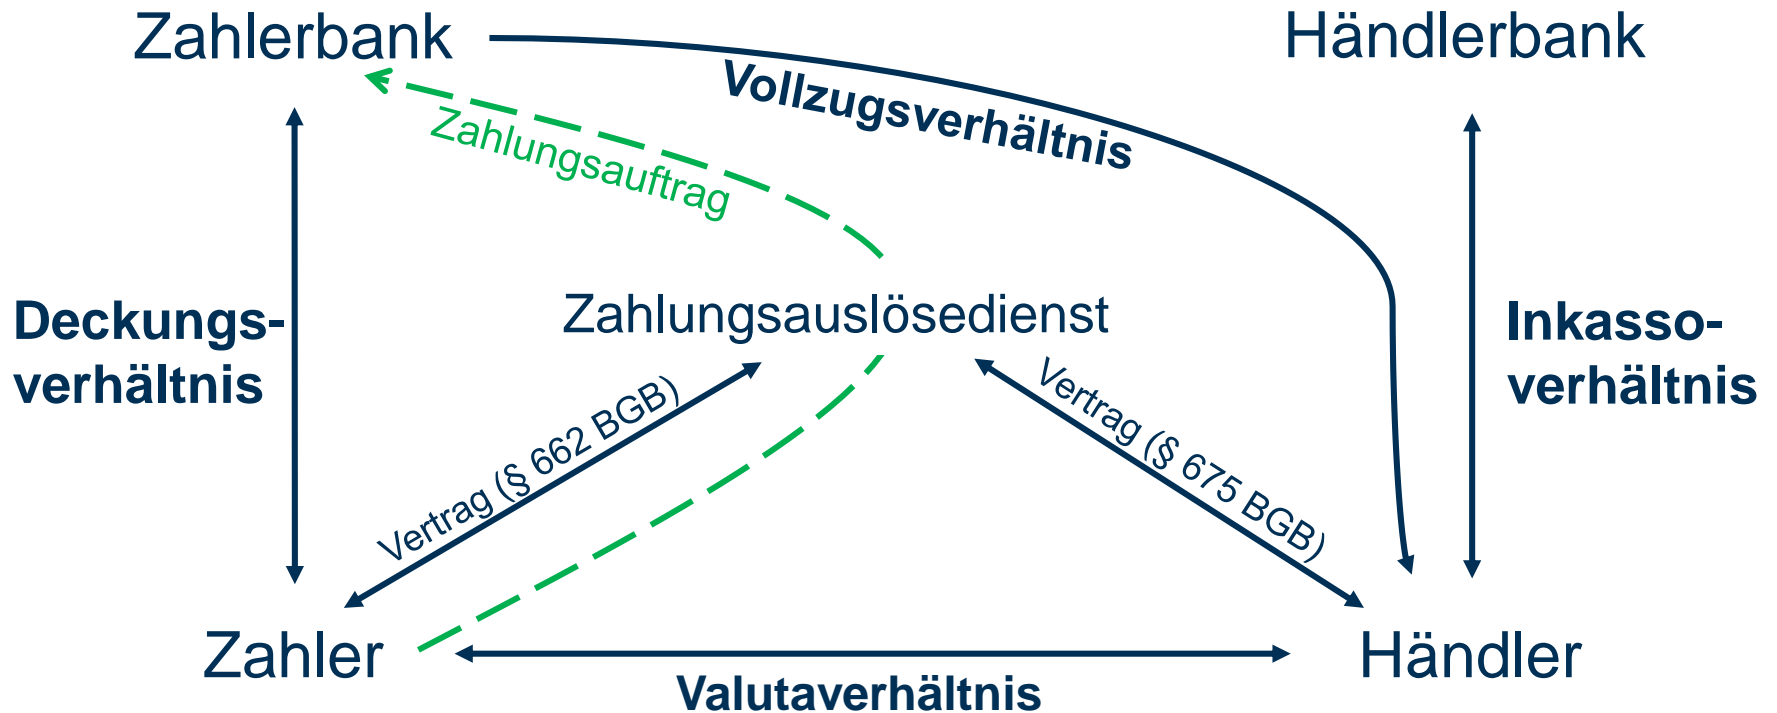 Zahlerbank
Händlerbank
Vollzugsverhältnis
Zahlungsauftrag
Deckungs-
verhältnis
Zahlungsauslösedienst
Inkasso-
verhältnis
Vertrag (§ 662 BGB)
Vertrag (§ 675 BGB)
Zahler
Händler
Valutaverhältnis